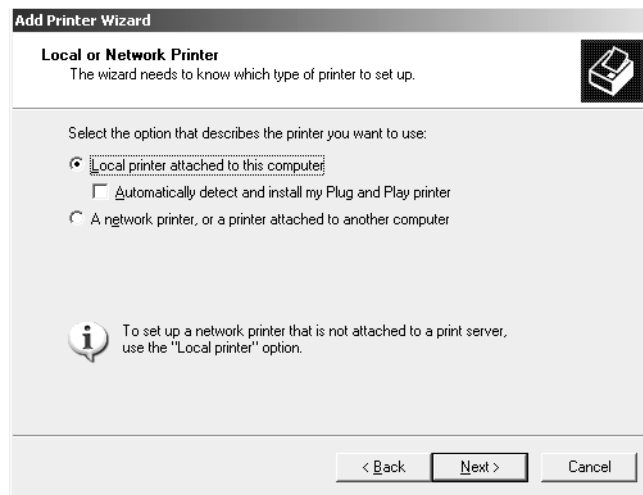 Add Printer Wizard
Local or Network Printer
The wizard needs to know which type of printer to set up.
Select the option that describes the printer you want to use:
Local printer attached to this computer
Automatically detect and install my Plug and Play printer
A network printer, or a printer attached to another computer
To set up a network printer that is not attached to a print server,
use the "Local printer" option.
< Back Next > Cancel